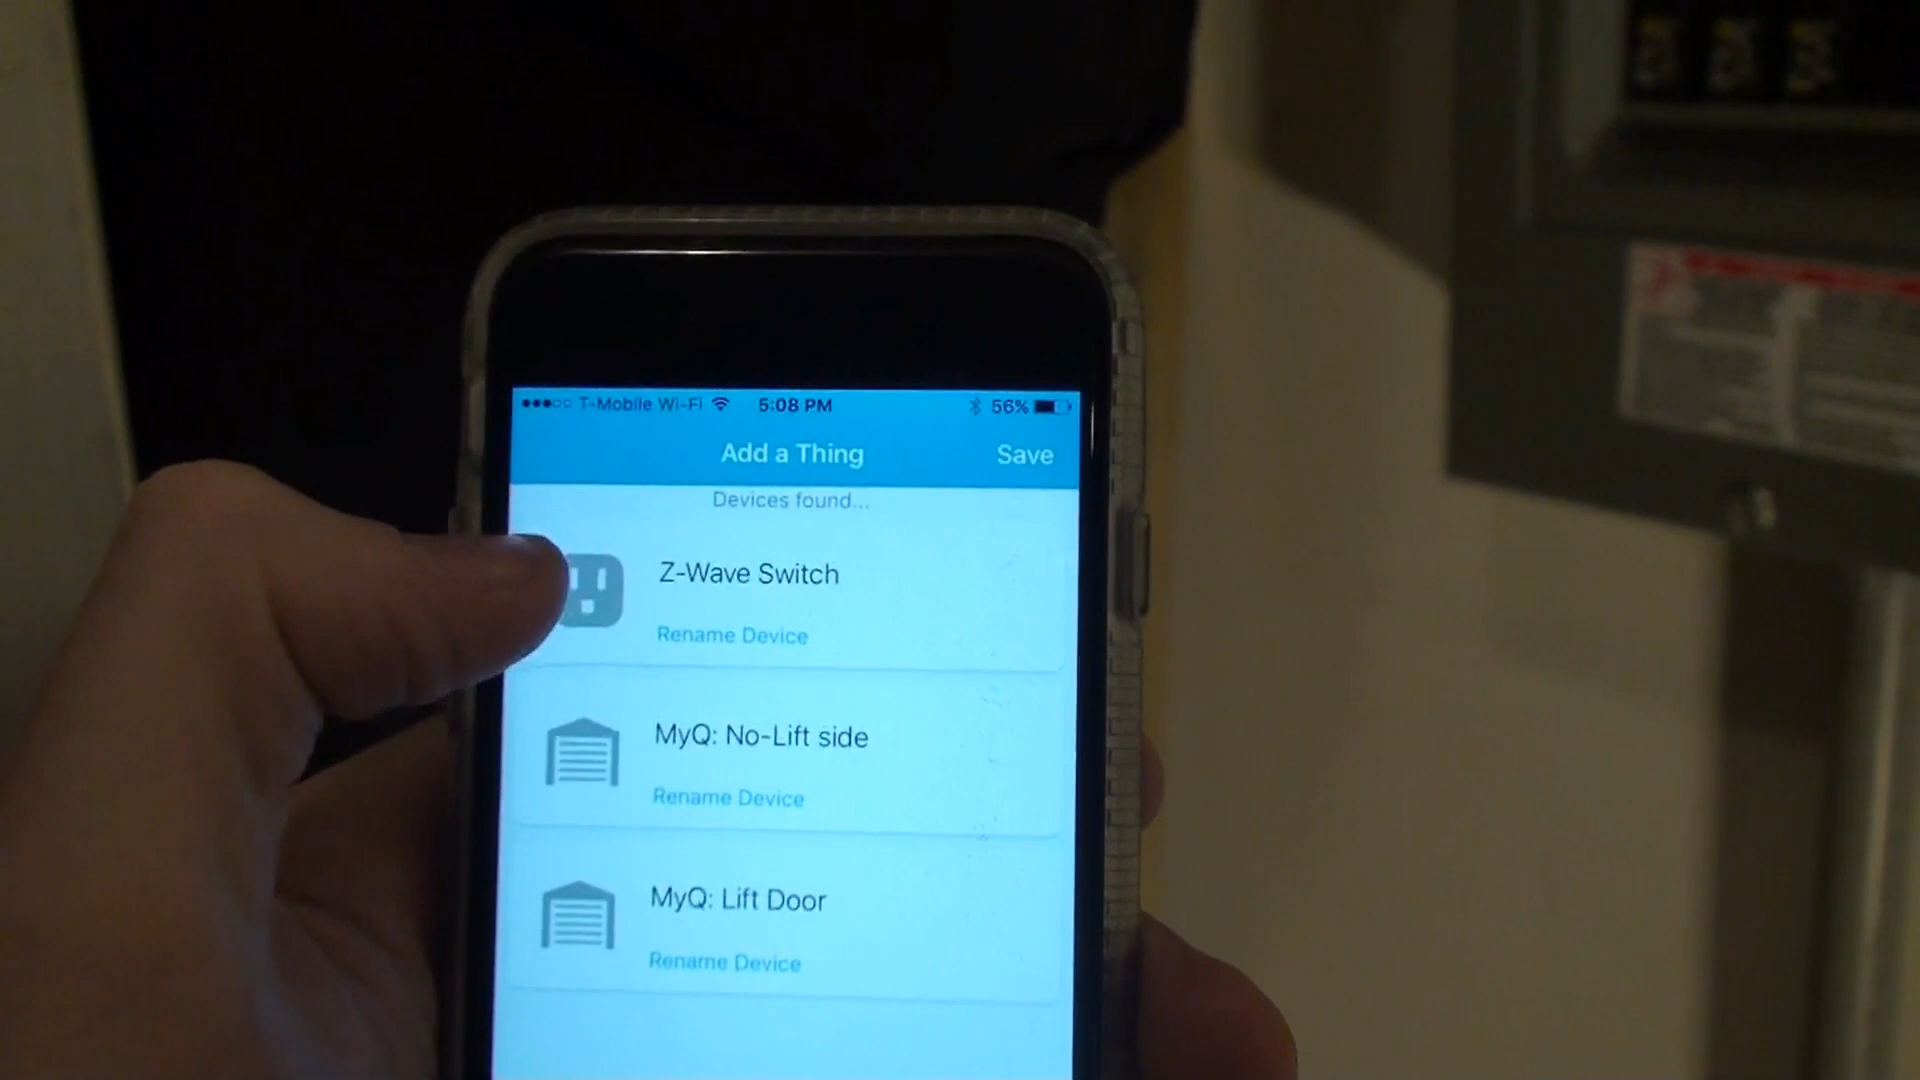 T-Mobile Wi-Fi 5:08 PM 56%
Add a Thing Save
Devices found...
Z-Wave Switch
Rename Device
MyQ: No-Lift side
Rename Device
MyQ: Lift Door
Rename Device